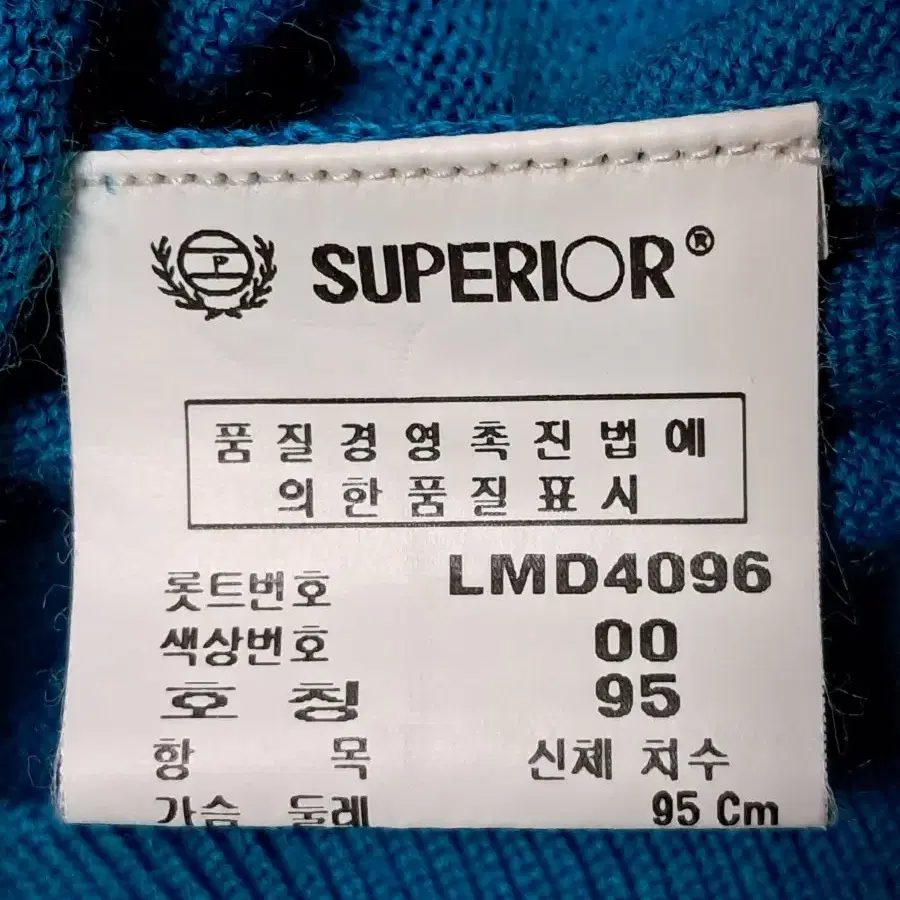 P SUPERIOR®
품질경영촉진법에
의한품질표시
롯트번호 LMD4096
색상번호 00
호칭 95
항목 신체 치수
가슴 둘레 95 Cm